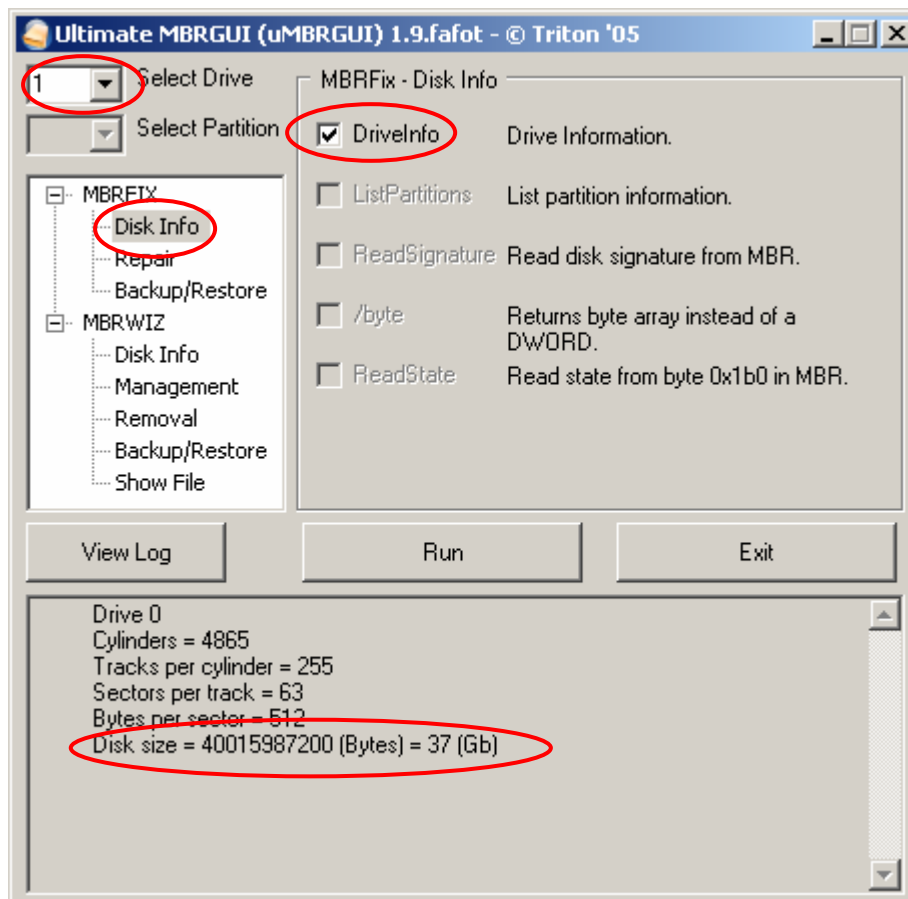 Ultimate MBRGUI (uMBRGUI) 1.9.fafot - © Triton '05
1
Select Drive
Select Partition
MBRFIX
Disk Info
Repair
Backup/Restore
MBRWIZ
Disk Info
Management
Removal
Backup/Restore
Show File
MBRFix - Disk Info
DriveInfo
Drive Information.
ListPartitions
List partition information.
ReadSignature
Read disk signature from MBR.
/byte
Returns byte array instead of a
DWORD.
ReadState
Read state from byte 0x1b0 in MBR.
View Log
Run
Exit
Drive 0
Cylinders = 4865
Tracks per cylinder = 255
Sectors per track = 63
Bytes per sector = 512
Disk size = 40015987200 (Bytes) = 37 (Gb)